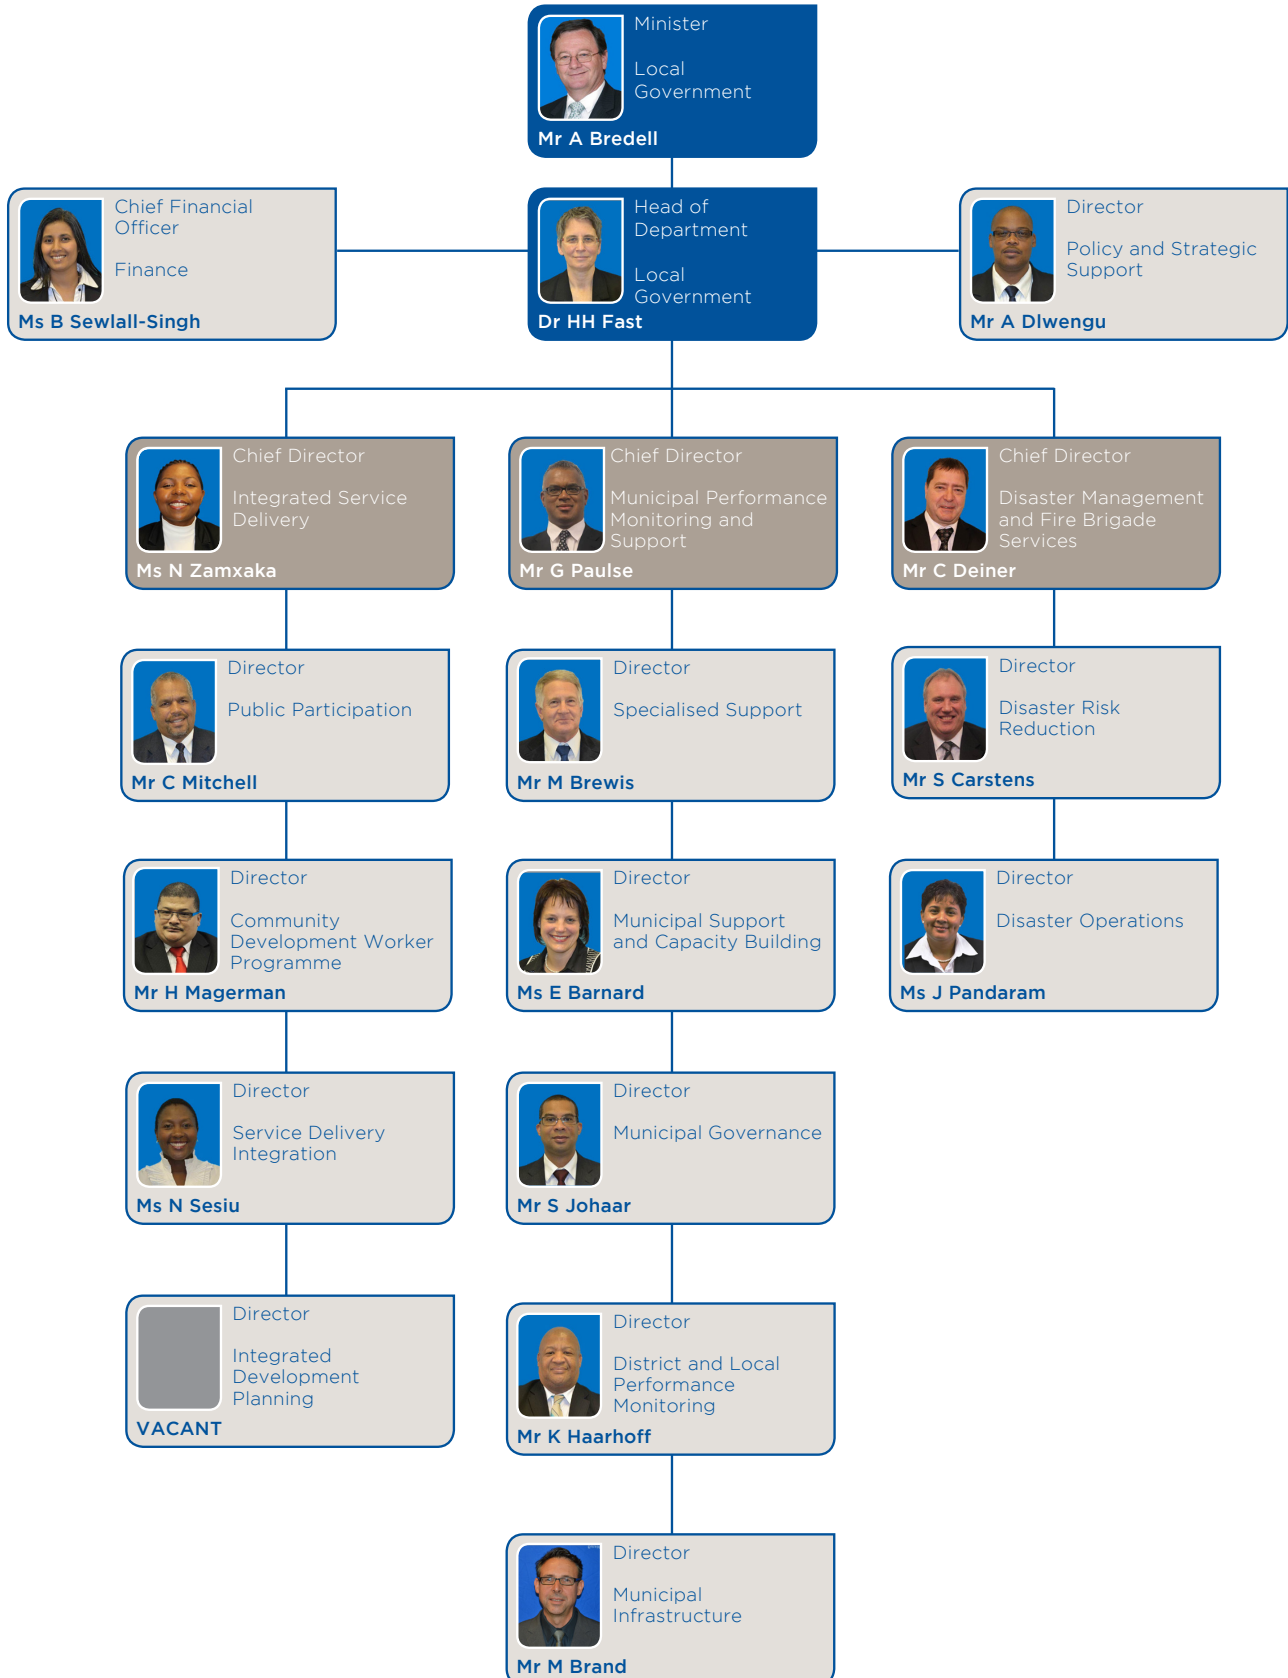 Minister
Local
Government
Mr A Bredell
Chief Financial
Officer
Finance
Ms B Sewlall-Singh
Head of
Department
Local
Government
Dr HH Fast
Director
Policy and Strategic
Support
Mr A Dlwengu
Chief Director
Integrated Service
Delivery
Ms N Zamxaka
Chief Director
Municipal Performance
Monitoring and
Support
Mr G Paulse
Chief Director
Disaster Management
and Fire Brigade
Services
Mr C Deiner
Director
Public Participation
Mr C Mitchell
Director
Specialised Support
Mr M Brewis
Director
Disaster Risk
Reduction
Mr S Carstens
Director
Community
Development Worker
Programme
Mr H Magerman
Director
Municipal Support
and Capacity Building
Ms E Barnard
Director
Disaster Operations
Ms J Pandaram
Director
Service Delivery
Integration
Ms N Sesiu
Director
Municipal Governance
Mr S Johaar
Director
Integrated
Development
Planning
VACANT
Director
District and Local
Performance
Monitoring
Mr K Haarhoff
Director
Municipal
Infrastructure
Mr M Brand